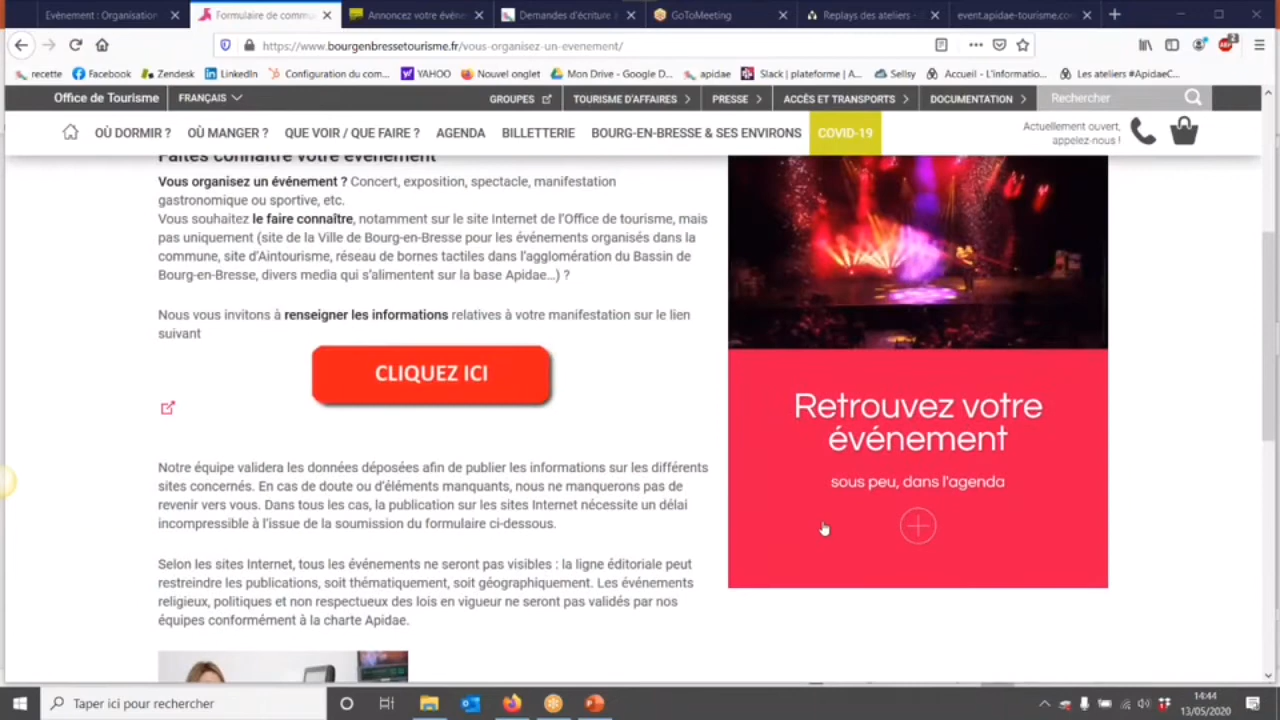 Evènement : Organisation
Formulaire de commu
Annoncez votre évén
Demandes d'écriture
GoToMeeting
Replays des ateliers -
event.apidae-tourisme.co
https://www.bourgenbressetourisme.fr/vous-organisez-un-evenement/
recette
Facebook
Zendesk
LinkedIn
Configuration du com...
YAHOO
Nouvel onglet
Mon Drive - Google D...
apidae
Slack | plateforme | A...
Sellsy
Accueil - L'informatio...
Les ateliers #ApidaeC...
Office de Tourisme
FRANÇAIS
GROUPES
TOURISME D'AFFAIRES
PRESSE
ACCÈS ET TRANSPORTS
DOCUMENTATION
Rechercher
OÙ DORMIR ?
OÙ MANGER ?
QUE VOIR / QUE FAIRE ?
AGENDA
BILLETTERIE
BOURG-EN-BRESSE & SES ENVIRONS
COVID-19
Actuellement ouvert,
appelez-nous !
Faites connaître votre événement
Vous organisez un événement ? Concert, exposition, spectacle, manifestation
gastronomique ou sportive, etc.
Vous souhaitez le faire connaître, notamment sur le site Internet de l'Office de tourisme, mais
pas uniquement (site de la Ville de Bourg-en-Bresse pour les événements organisés dans la
commune, site d'Aintourisme, réseau de bornes tactiles dans l'agglomération du Bassin de
Bourg-en-Bresse, divers media qui s'alimentent sur la base Apidae...) ?
Nous vous invitons à renseigner les informations relatives à votre manifestation sur le lien
suivant
CLIQUEZ ICI
Notre équipe validera les données déposées afin de publier les informations sur les différents
sites concernés. En cas de doute ou d'éléments manquants, nous ne manquerons pas de
revenir vers vous. Dans tous les cas, la publication sur les sites Internet nécessite un délai
incompressible à l'issue de la soumission du formulaire ci-dessous.
Selon les sites Internet, tous les événements ne seront pas visibles : la ligne éditoriale peut
restreindre les publications, soit thématiquement, soit géographiquement. Les événements
religieux, politiques et non respectueux des lois en vigueur ne seront pas validés par nos
équipes conformément à la charte Apidae.
Retrouvez votre
événement
sous peu, dans l'agenda
Taper ici pour rechercher
14:44
13/05/2020